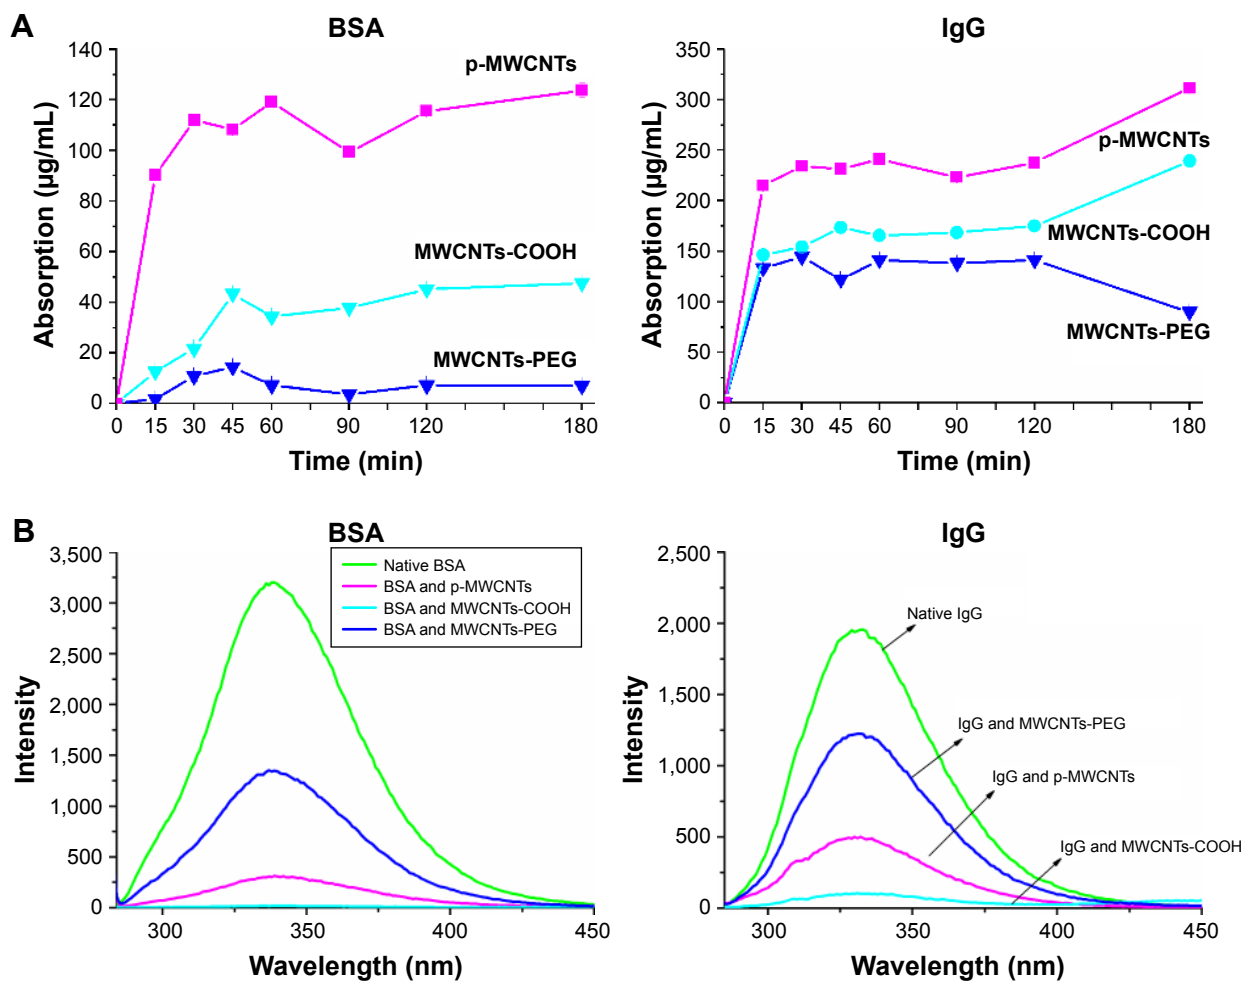 A
BSA
140
120
100
80
60
40
20
0
Absorption (µg/mL)
p-MWCNTs
MWCNTs-COOH
MWCNTs-PEG
0 15 30 45 60 90 120 180
Time (min)
IgG
350
300
250
200
150
100
50
0
Absorption (µg/mL)
p-MWCNTs
MWCNTs-COOH
MWCNTs-PEG
0 15 30 45 60 90 120 180
Time (min)
B
BSA
3,500
3,000
2,500
2,000
1,500
1,000
500
0
Intensity
Native BSA
BSA and p-MWCNTs
BSA and MWCNTs-COOH
BSA and MWCNTs-PEG
300 350 400 450
Wavelength (nm)
IgG
2,500
2,000
1,500
1,000
500
0
Intensity
Native IgG
IgG and MWCNTs-PEG
IgG and p-MWCNTs
IgG and MWCNTs-COOH
300 350 400 450
Wavelength (nm)